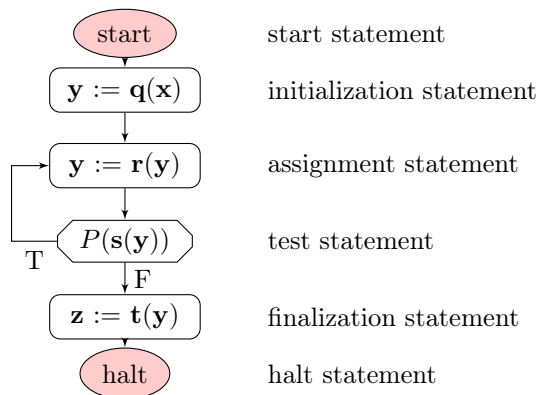 start start statement
y := q(x) initialization statement
y := r(y) assignment statement
P(s(y)) test statement
T
F
z := t(y) finalization statement
halt halt statement